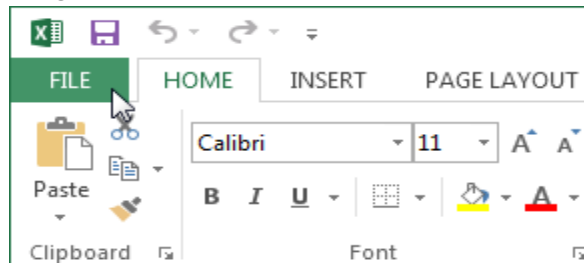 FILE HOME INSERT PAGE LAYOUT
Calibri 11 A A
Paste
B I U A
Clipboard Font